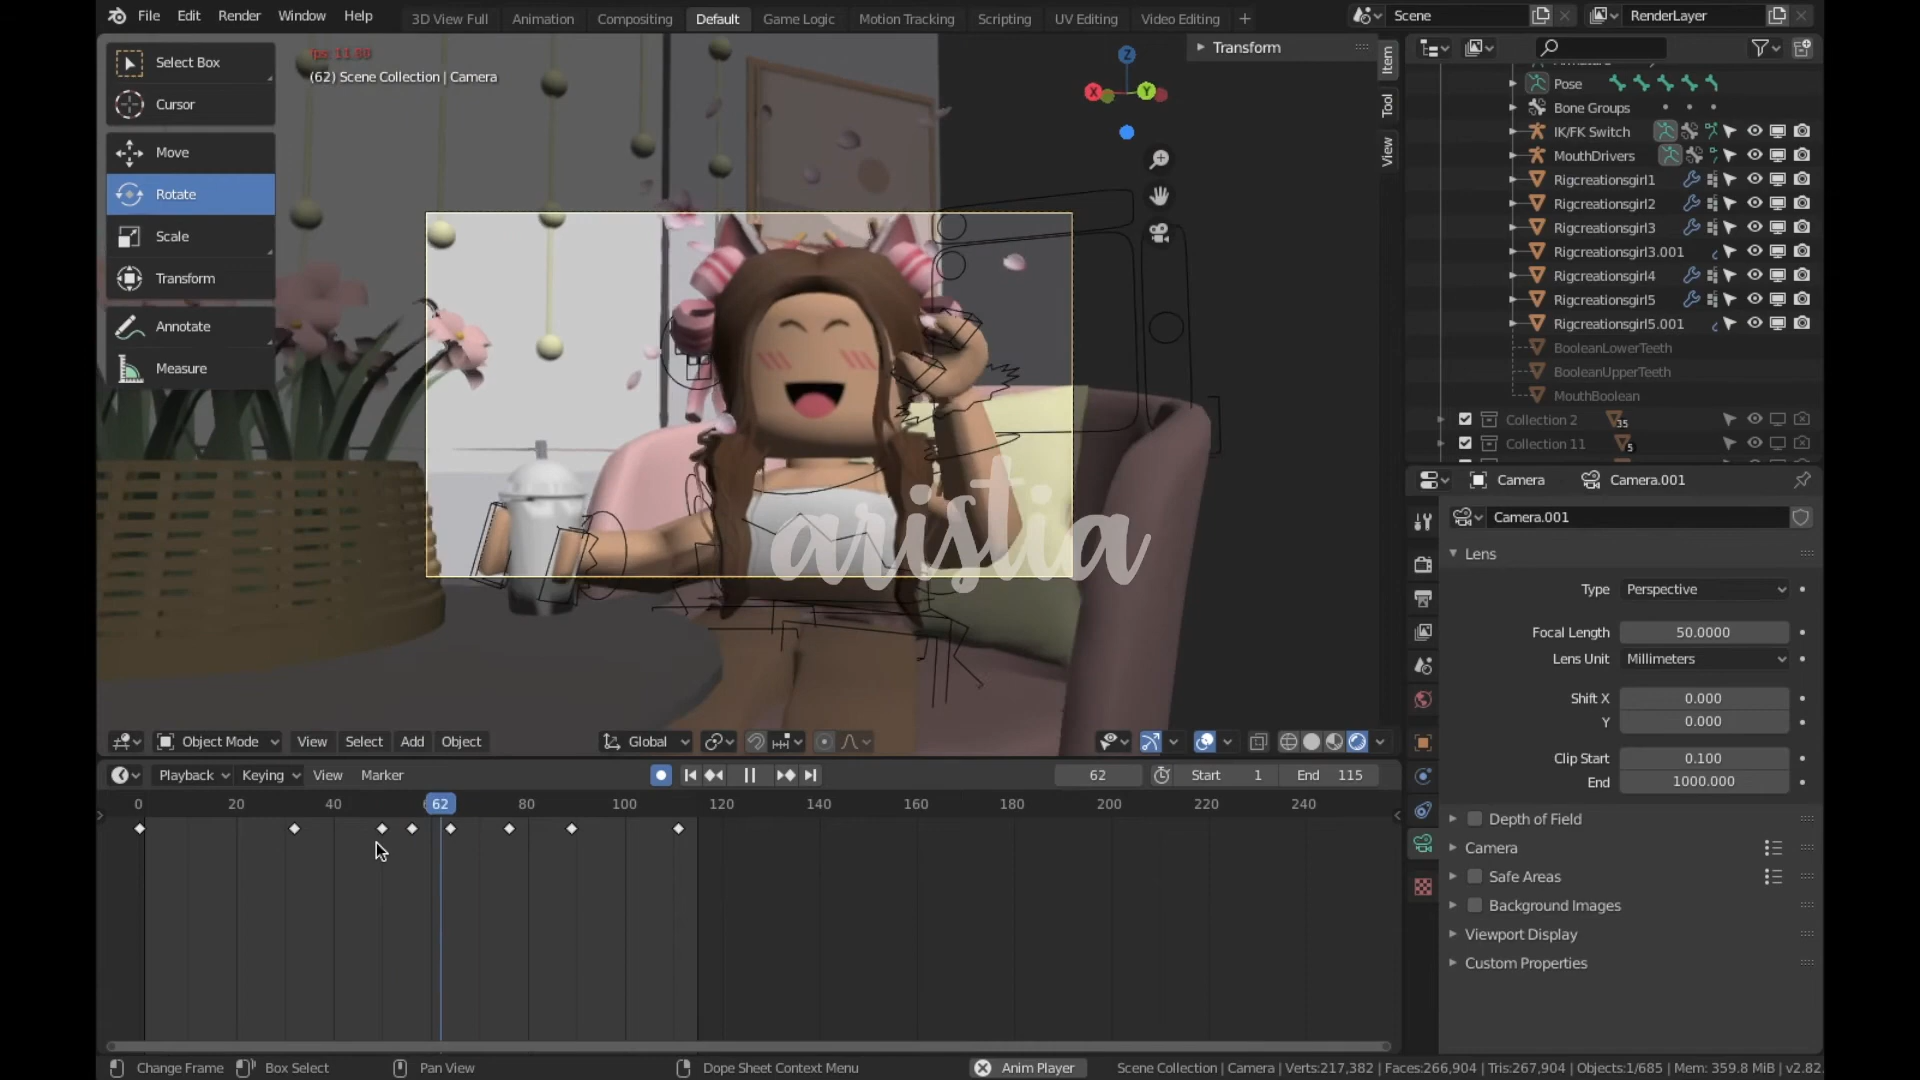 File Edit Render Window Help 3D View Full Animation Compositing Default Game Logic Motion Tracking Scripting UV Editing Video Editing + Scene RenderLayer
Select Box
Cursor
Move
Rotate
Scale
Transform
Annotate
Measure
fps: 11.90
(62) Scene Collection | Camera
Z
X
Y
Transform
Item
Tool
View
aristia
Pose
Bone Groups
IK/FK Switch
MouthDrivers
Rigcreationsgirl1
Rigcreationsgirl2
Rigcreationsgirl3
Rigcreationsgirl3.001
Rigcreationsgirl4
Rigcreationsgirl5
Rigcreationsgirl5.001
BooleanLowerTeeth
BooleanUpperTeeth
MouthBoolean
Collection 2 35
Collection 11 5
Camera Camera.001
Camera.001
Lens
Type Perspective
Focal Length 50.0000
Lens Unit Millimeters
Shift X 0.000
Y 0.000
Clip Start 0.100
End 1000.000
Depth of Field
Camera
Safe Areas
Background Images
Viewport Display
Custom Properties
Object Mode View Select Add Object Global
Playback Keying View Marker 62 Start 1 End 115
0 20 40 62 80 100 120 140 160 180 200 220 240
Change Frame Box Select Pan View Dope Sheet Context Menu Anim Player Scene Collection | Camera | Verts:217,382 | Faces:266,904 | Tris:267,904 | Objects:1/685 | Mem: 359.8 MiB | v2.82